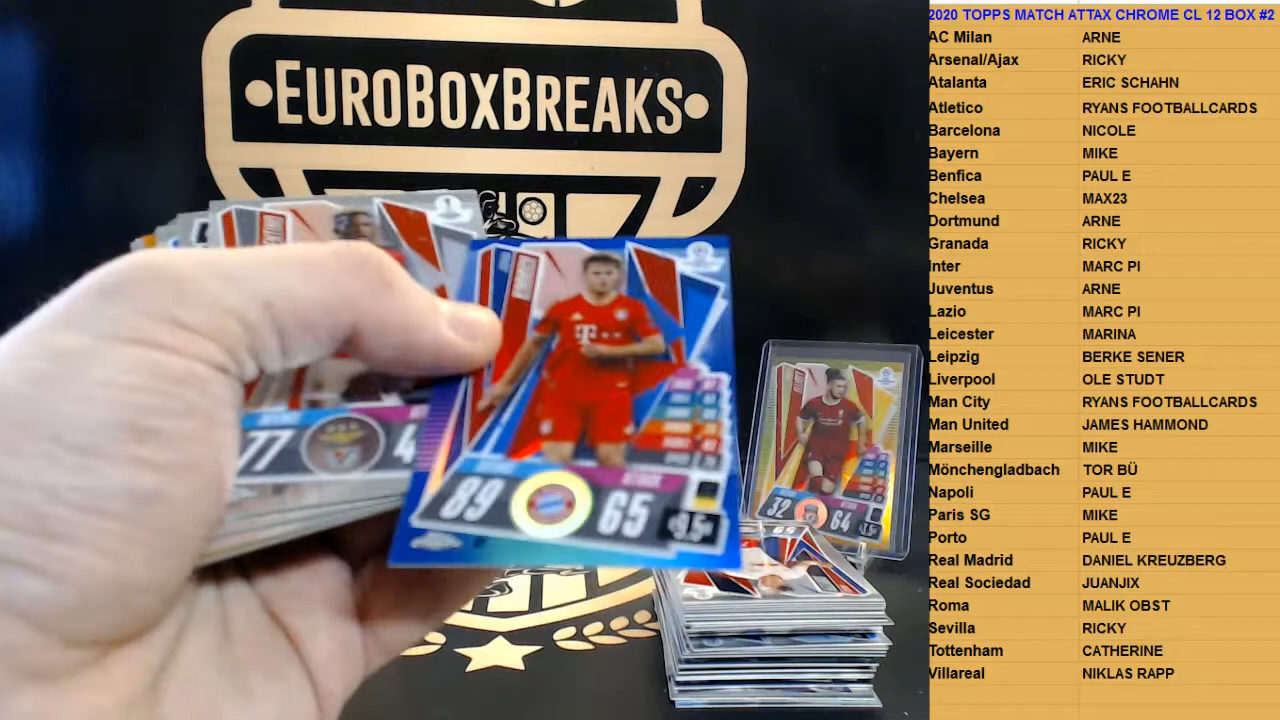 EUROBOXBREAKS
77
4
89
65
32
64
2020 TOPPS MATCH ATTAX CHROME CL 12 BOX #2
AC Milan ARNE
Arsenal/Ajax RICKY
Atalanta ERIC SCHAHN
Atletico RYANS FOOTBALLCARDS
Barcelona NICOLE
Bayern MIKE
Benfica PAUL E
Chelsea MAX23
Dortmund ARNE
Granada RICKY
Inter MARC PI
Juventus ARNE
Lazio MARC PI
Leicester MARINA
Leipzig BERKE SENER
Liverpool OLE STUDT
Man City RYANS FOOTBALLCARDS
Man United JAMES HAMMOND
Marseille MIKE
Mönchengladbach TOR BÜ
Napoli PAUL E
Paris SG MIKE
Porto PAUL E
Real Madrid DANIEL KREUZBERG
Real Sociedad JUANJIX
Roma MALIK OBST
Sevilla RICKY
Tottenham CATHERINE
Villareal NIKLAS RAPP